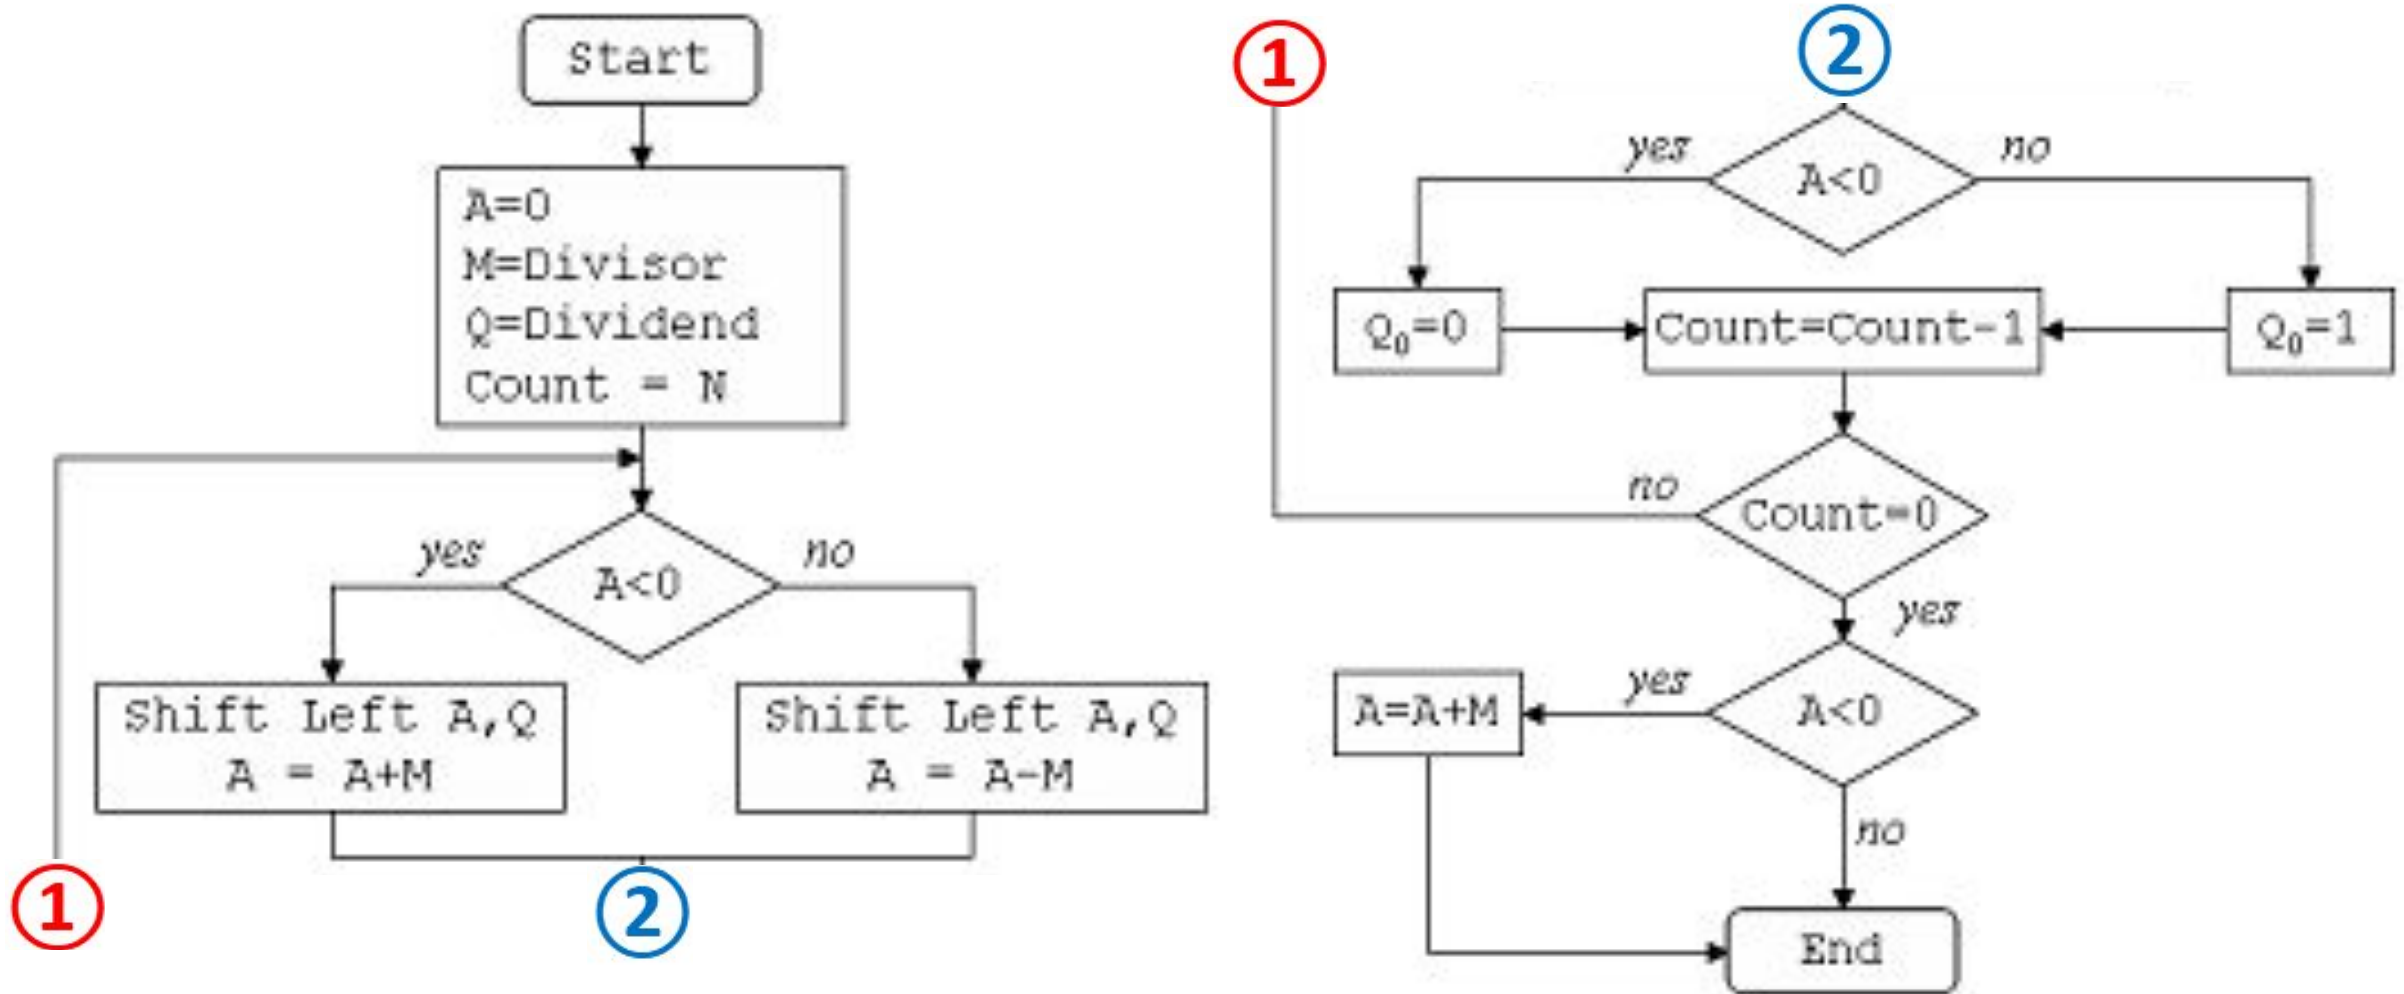 Start
A=0
M=Divisor
Q=Dividend
Count = N
A<0
yes
no
Shift Left A,Q
A = A+M
Shift Left A,Q
A = A-M
1
2
1
2
A<0
yes
no
Q₀=0
Count=Count-1
Q₀=1
Count=0
no
yes
A<0
yes
A=A+M
no
End